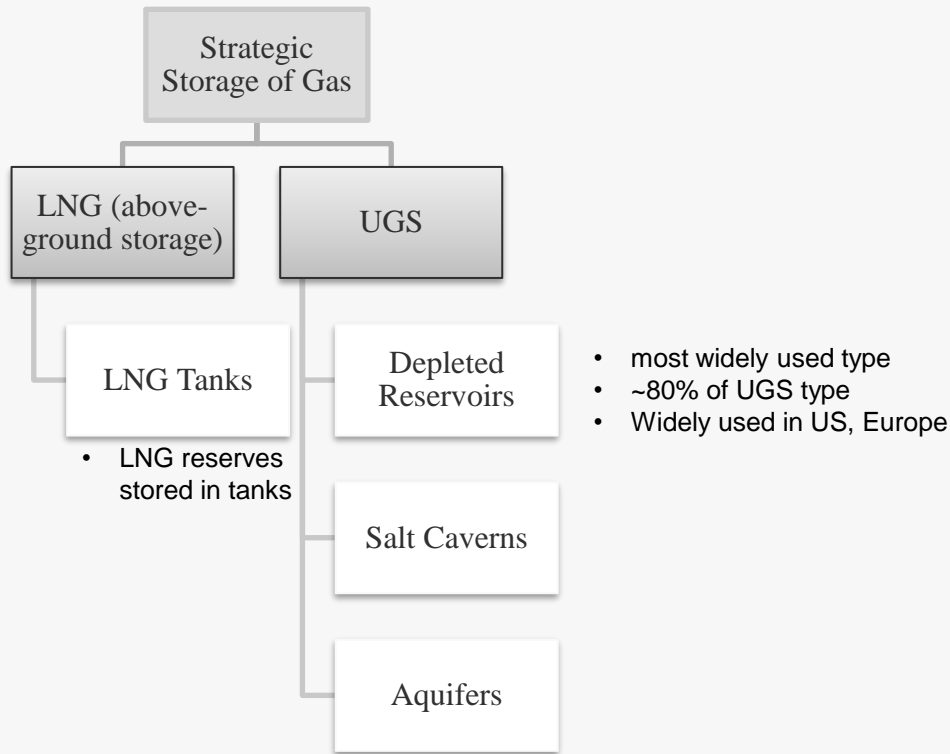 Strategic
Storage of Gas
LNG (above-
ground storage)
UGS
LNG Tanks
• LNG reserves
stored in tanks
Depleted
Reservoirs
• most widely used type
• ~80% of UGS type
• Widely used in US, Europe
Salt Caverns
Aquifers